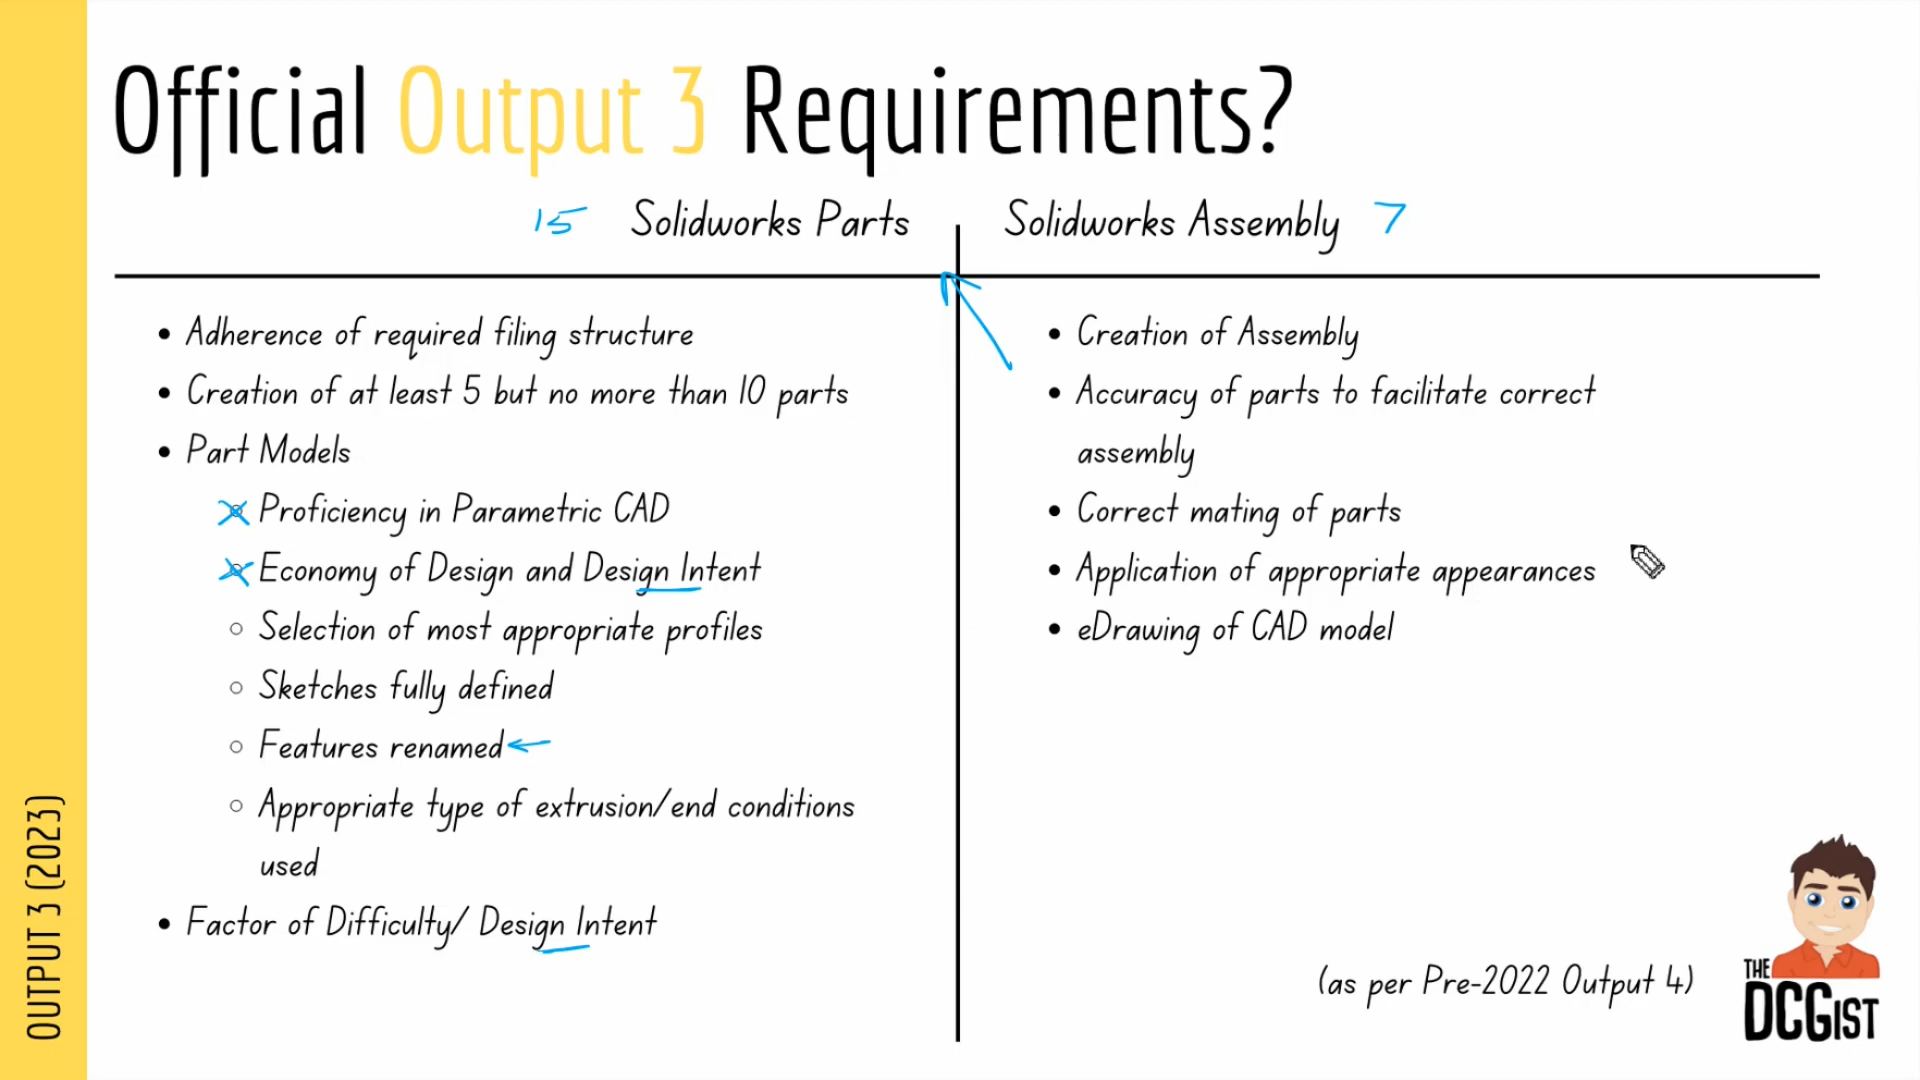 Official Output 3 Requirements?
15 Solidworks Parts
Solidworks Assembly 7
• Adherence of required filing structure
• Creation of at least 5 but no more than 10 parts
• Part Models
○ Proficiency in Parametric CAD
○ Economy of Design and Design Intent
○ Selection of most appropriate profiles
○ Sketches fully defined
○ Features renamed
○ Appropriate type of extrusion/end conditions
used
• Factor of Difficulty/ Design Intent
• Creation of Assembly
• Accuracy of parts to facilitate correct
assembly
• Correct mating of parts
• Application of appropriate appearances
• eDrawing of CAD model
(as per Pre-2022 Output 4)
OUTPUT 3 (2023)
THE
DCGIST